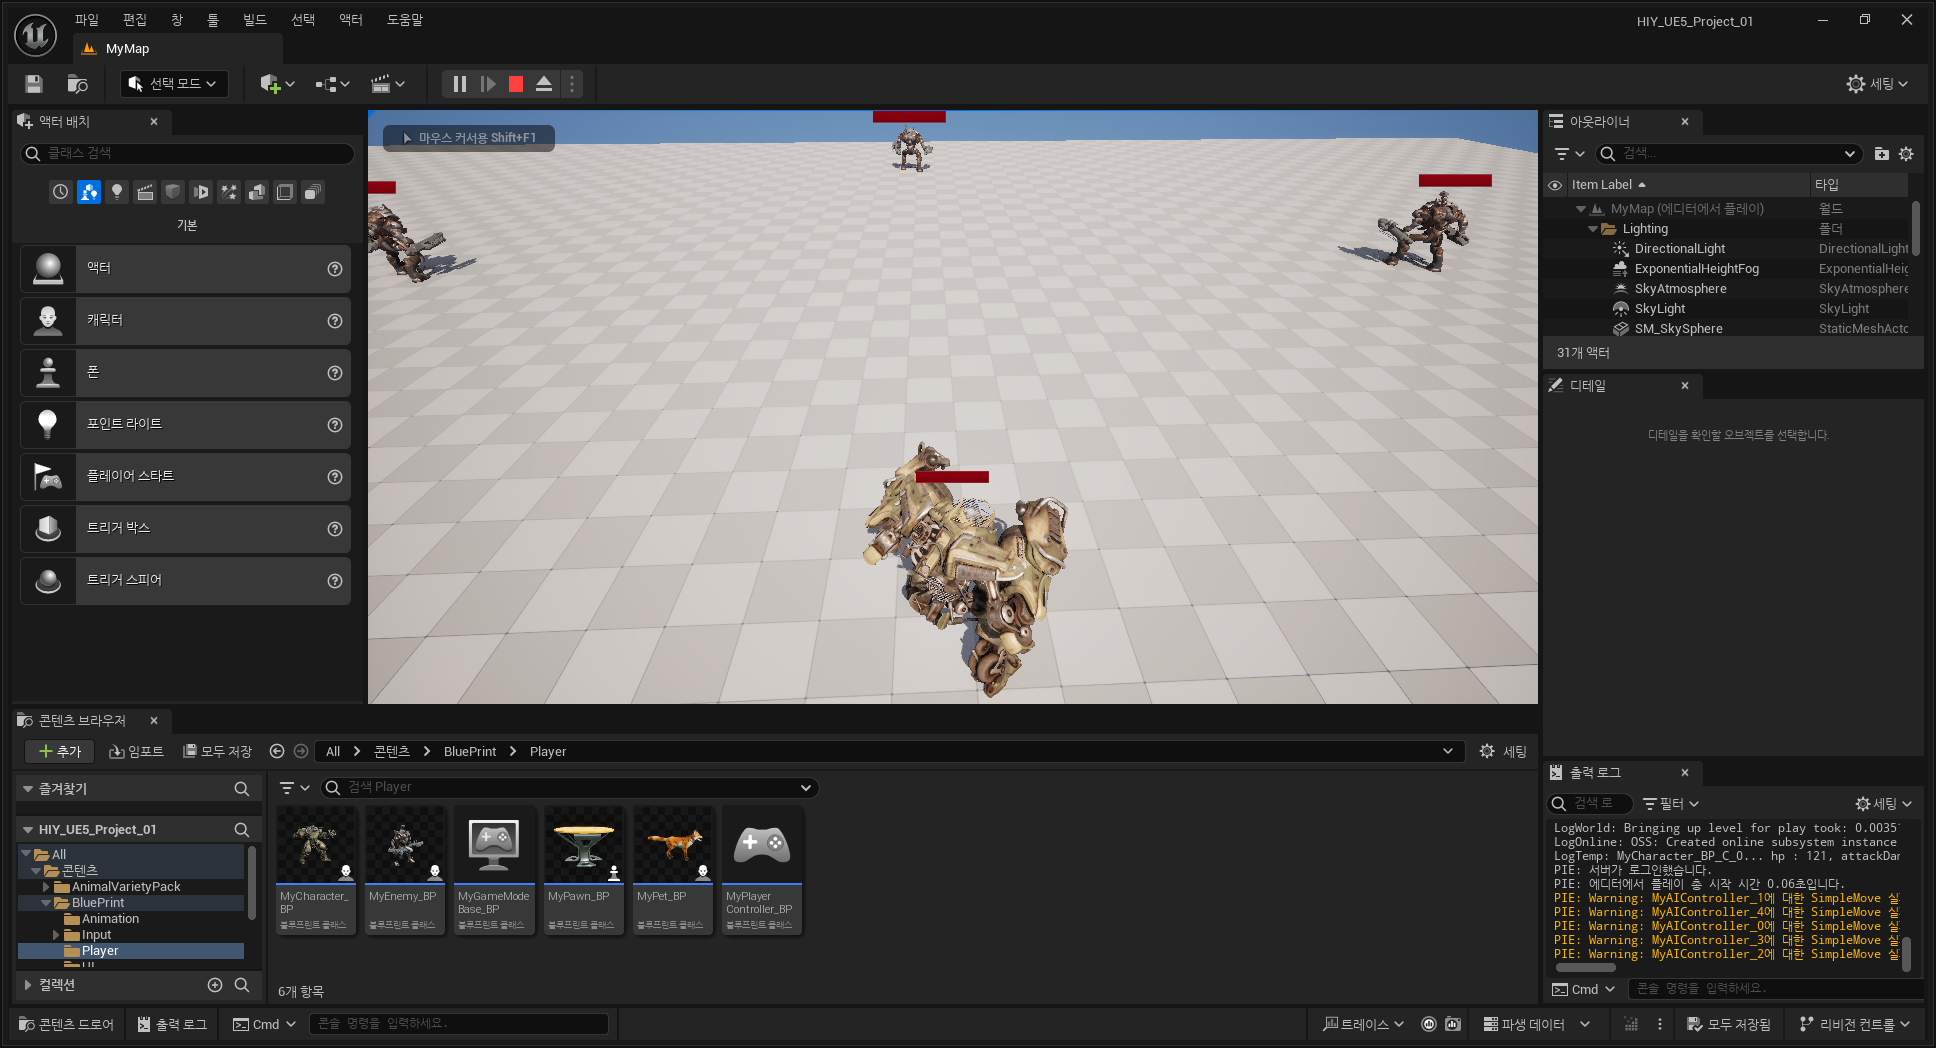 파일 편집 창 툴 빌드 선택 액터 도움말
HIY_UE5_Project_01
MyMap
선택 모드
세팅
액터 배치
클래스 검색
기본
액터
캐릭터
폰
포인트 라이트
플레이어 스타트
트리거 박스
트리거 스피어
마우스 커서용 Shift+F1
아웃라이너
검색...
Item Label 타입
MyMap (에디터에서 플레이) 월드
Lighting 폴더
DirectionalLight DirectionalLight
ExponentialHeightFog ExponentialHeig
SkyAtmosphere SkyAtmosphere
SkyLight SkyLight
SM_SkySphere StaticMeshActo
31개 액터
디테일
디테일을 확인할 오브젝트를 선택합니다.
콘텐츠 브라우저
추가 임포트 모두 저장 All 콘텐츠 BluePrint Player 세팅
즐겨찾기
HIY_UE5_Project_01
All
콘텐츠
AnimalVarietyPack
BluePrint
Animation
Input
Player
UI
컬렉션
검색 Player
MyCharacter_
BP
블루프린트 클래스
MyEnemy_BP
블루프린트 클래스
MyGameMode
Base_BP
블루프린트 클래스
MyPawn_BP
블루프린트 클래스
MyPet_BP
블루프린트 클래스
MyPlayer
Controller_BP
블루프린트 클래스
6개 항목
출력 로그
검색 로 필터 세팅
LogWorld: Bringing up level for play took: 0.0035
LogOnline: OSS: Created online subsystem instance
LogTemp: MyCharacter_BP_C_0... hp : 121, attackDam
PIE: 서버가 로그인했습니다.
PIE: 에디터에서 플레이 총 시작 시간 0.06초입니다.
PIE: Warning: MyAIController_1에 대한 SimpleMove 실
PIE: Warning: MyAIController_4에 대한 SimpleMove 실
PIE: Warning: MyAIController_0에 대한 SimpleMove 실
PIE: Warning: MyAIController_3에 대한 SimpleMove 실
PIE: Warning: MyAIController_2에 대한 SimpleMove 실
Cmd 콘솔 명령을 입력하세요.
콘텐츠 드로어 출력 로그 Cmd 콘솔 명령을 입력하세요. 트레이스 파생 데이터 모두 저장됨 리비전 컨트롤